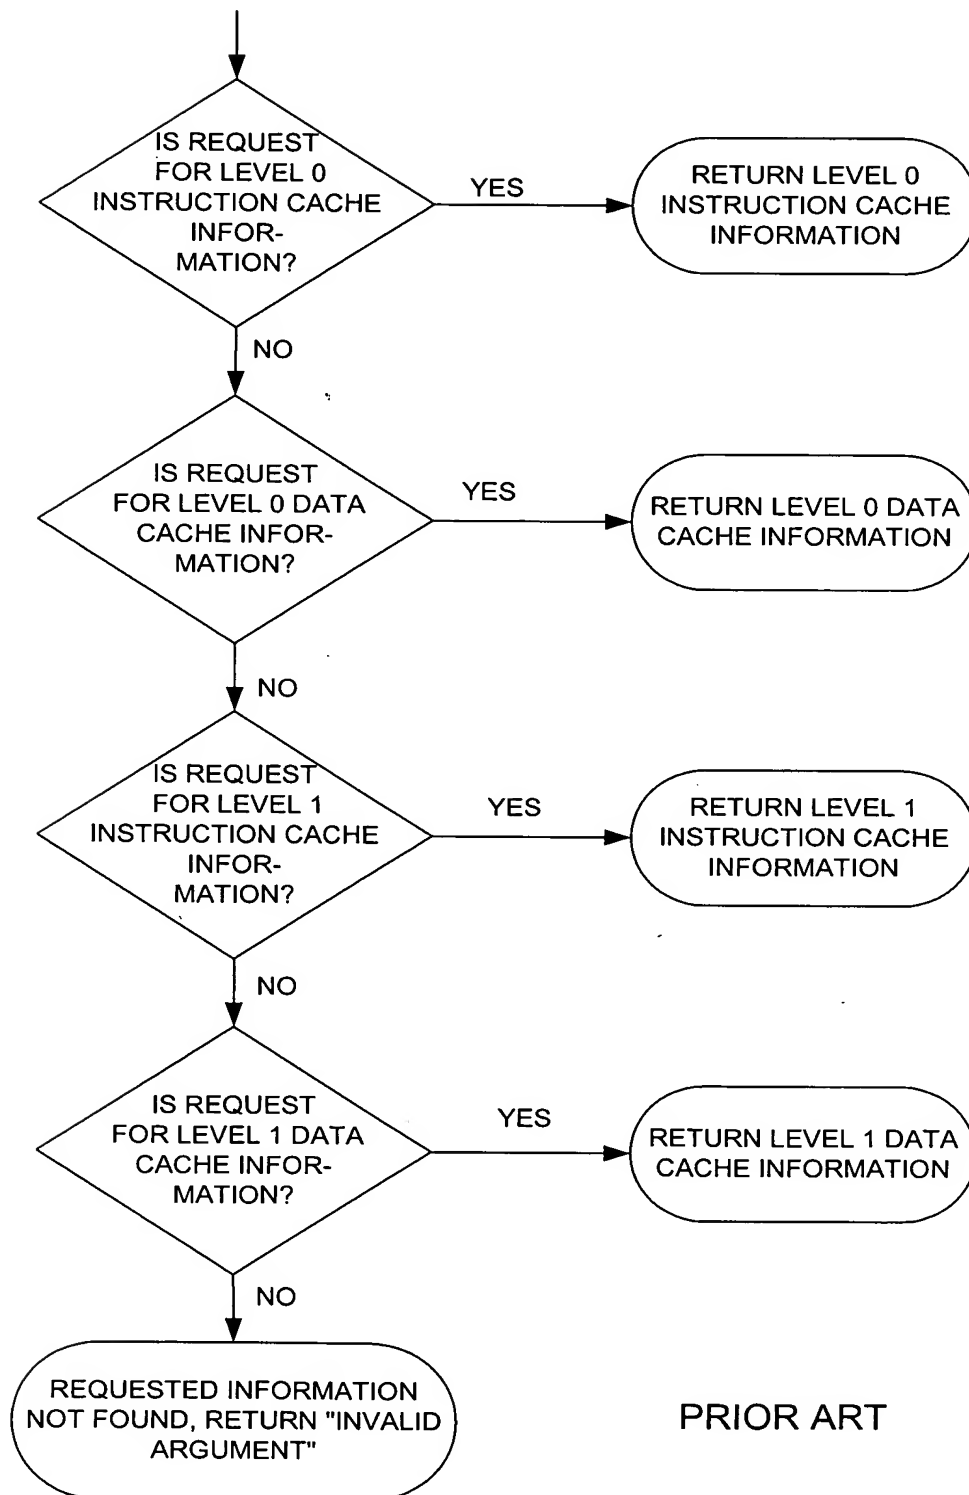 IS REQUEST
FOR LEVEL 0
INSTRUCTION CACHE
INFOR-
MATION?
YES
RETURN LEVEL 0
INSTRUCTION CACHE
INFORMATION
NO
IS REQUEST
FOR LEVEL 0 DATA
CACHE INFOR-
MATION?
YES
RETURN LEVEL 0 DATA
CACHE INFORMATION
NO
IS REQUEST
FOR LEVEL 1
INSTRUCTION CACHE
INFOR-
MATION?
YES
RETURN LEVEL 1
INSTRUCTION CACHE
INFORMATION
NO
IS REQUEST
FOR LEVEL 1 DATA
CACHE INFOR-
MATION?
YES
RETURN LEVEL 1 DATA
CACHE INFORMATION
NO
REQUESTED INFORMATION
NOT FOUND, RETURN "INVALID
ARGUMENT"
PRIOR ART